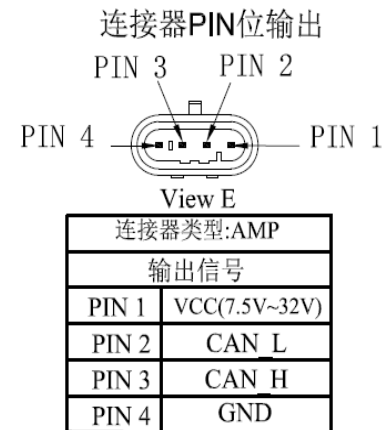 连接器PIN位输出
PIN 3 PIN 2
PIN 4 PIN 1
View E
连接器类型:AMP
输出信号
PIN 1 VCC(7.5V~32V)
PIN 2 CAN_L
PIN 3 CAN_H
PIN 4 GND